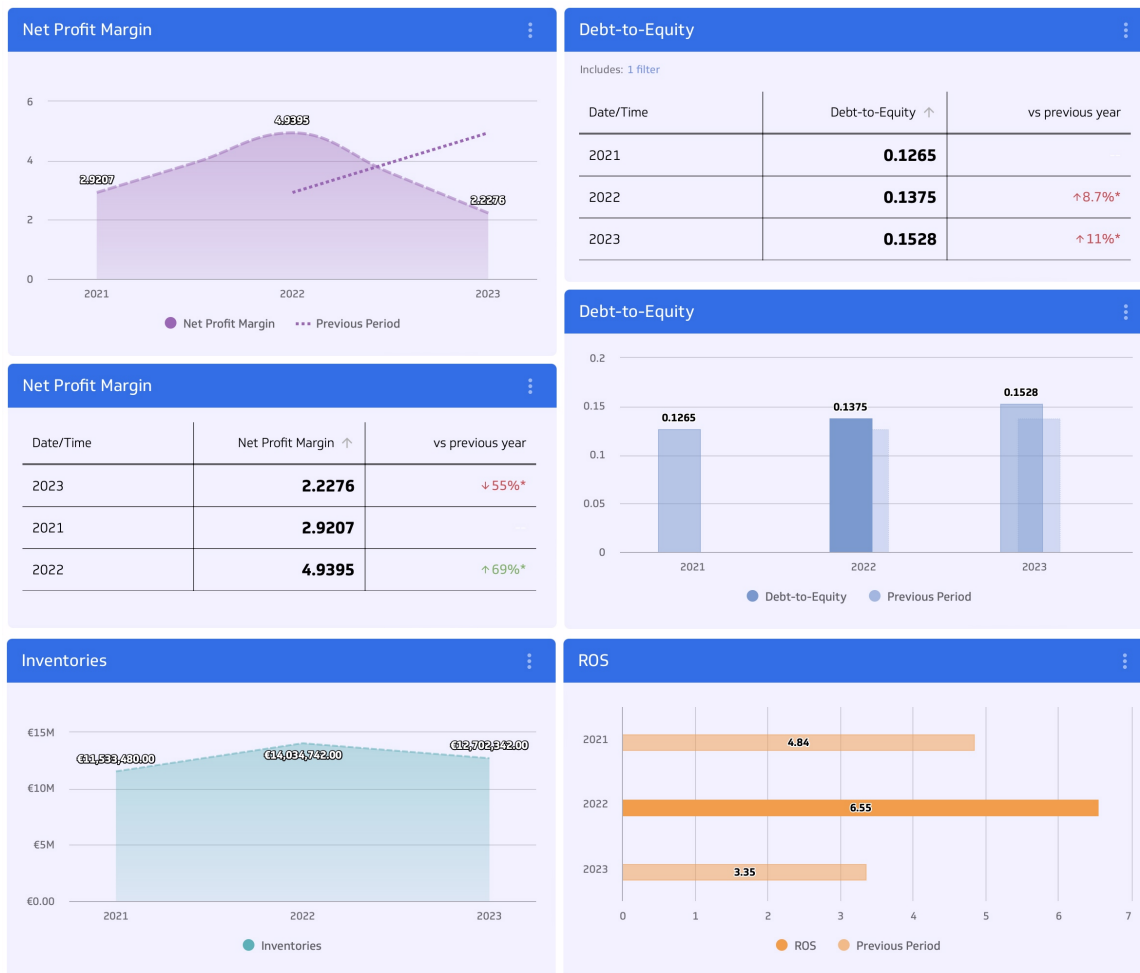 Net Profit Margin
6
4
2
0
2.9207
4.9395
2.2276
2021 2022 2023
Net Profit Margin Previous Period
Debt-to-Equity
Includes: 1 filter
Date/Time Debt-to-Equity ↑ vs previous year
2021 0.1265
2022 0.1375 ↑8.7%*
2023 0.1528 ↑11%*
Net Profit Margin
Date/Time Net Profit Margin ↑ vs previous year
2023 2.2276 ↓55%*
2021 2.9207
2022 4.9395 ↑69%*
Debt-to-Equity
0.2
0.15
0.1
0.05
0
0.1265
0.1375
0.1528
2021 2022 2023
Debt-to-Equity Previous Period
Inventories
€15M
€10M
€5M
€0.00
€11,533,480.00
€14,034,742.00
€12,702,342.00
2021 2022 2023
Inventories
ROS
2021 4.84
2022 6.55
2023 3.35
0 1 2 3 4 5 6 7
ROS Previous Period